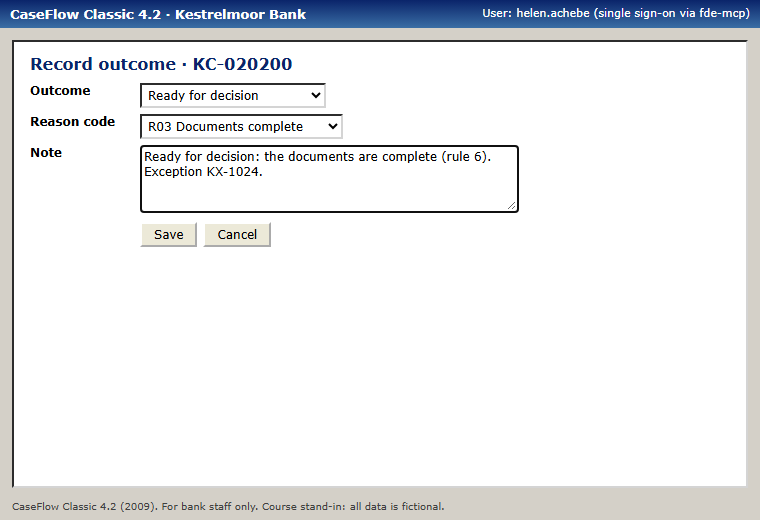 CaseFlow Classic 4.2 · Kestrelmoor Bank
User: helen.achebe (single sign-on via fde-mcp)
Record outcome · KC-020200
Outcome
Ready for decision
Reason code
R03 Documents complete
Note
Ready for decision: the documents are complete (rule 6).
Exception KX-1024.
Save
Cancel
CaseFlow Classic 4.2 (2009). For bank staff only. Course stand-in: all data is fictional.